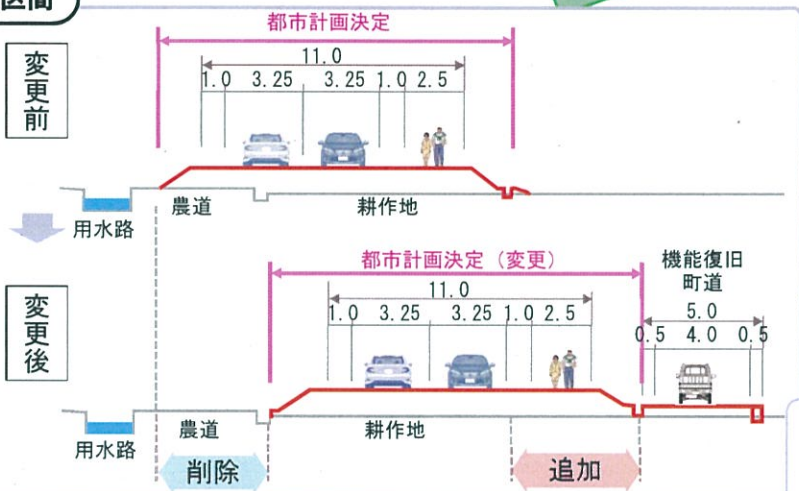 区間
都市計画決定
変更前
11.0
1.0 3.25 3.25 1.0 2.5
農道
耕作地
用水路
都市計画決定（変更）
機能復旧
町道
変更後
11.0
5.0
1.0 3.25 3.25 1.0 2.5
0.5 4.0 0.5
農道
耕作地
用水路
削除
追加